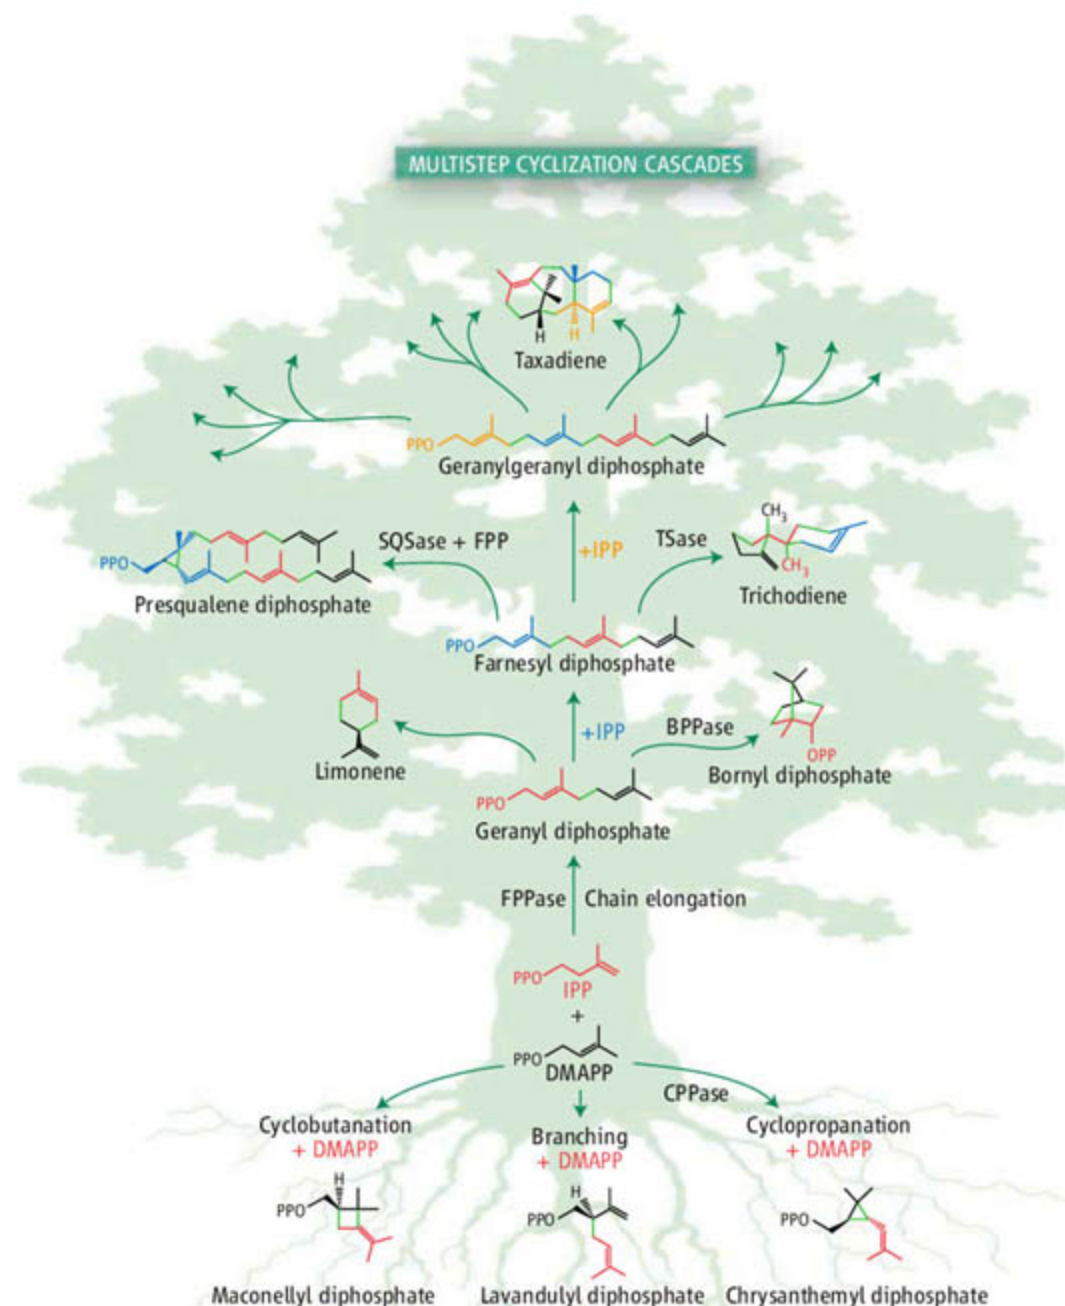 MULTISTEP CYCLIZATION CASCADES
H
H
Taxadiene
PPO
Geranylgeranyl diphosphate
CH3
SQSase + FPP
+IPP
TSase
PPO
CH3
Presqualene diphosphate
Trichodiene
PPO
Farnesyl diphosphate
+IPP
BPPase
OPP
Limonene
Bornyl diphosphate
PPO
Geranyl diphosphate
FPPase
Chain elongation
PPO
IPP
+
PPO
DMAPP
CPPase
Cyclobutanation
+ DMAPP
Branching
+ DMAPP
Cyclopropanation
+ DMAPP
H
PPO
H
PPO
PPO
Maconellyl diphosphate
Lavandulyl diphosphate
Chrysanthemyl diphosphate